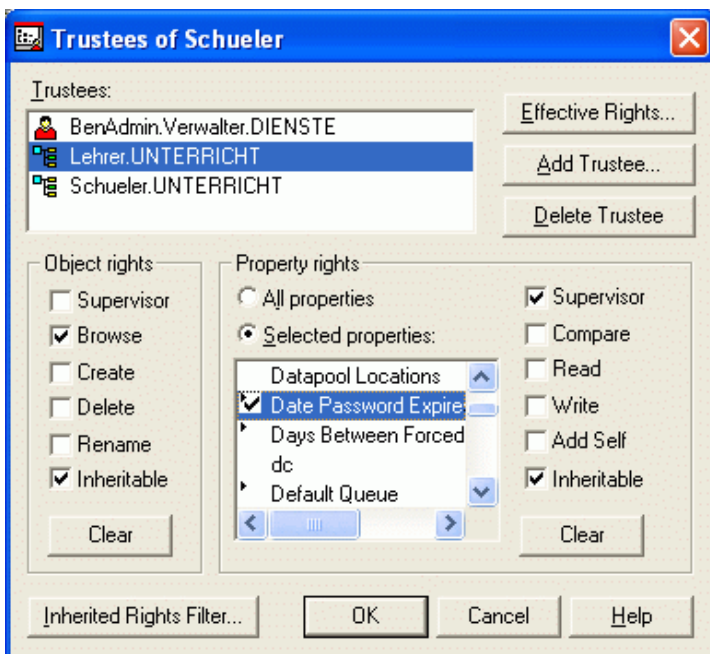 Trustees of Schueler
Trustees:
BenAdmin.Verwalter.DIENSTE
Lehrer.UNTERRICHT
Schueler.UNTERRICHT
Effective Rights...
Add Trustee...
Delete Trustee
Object rights
Supervisor
Browse
Create
Delete
Rename
Inheritable
Clear
Property rights
All properties
Selected properties:
Datapool Locations
Date Password Expire
Days Between Forced
dc
Default Queue
Supervisor
Compare
Read
Write
Add Self
Inheritable
Clear
Inherited Rights Filter...
OK
Cancel
Help